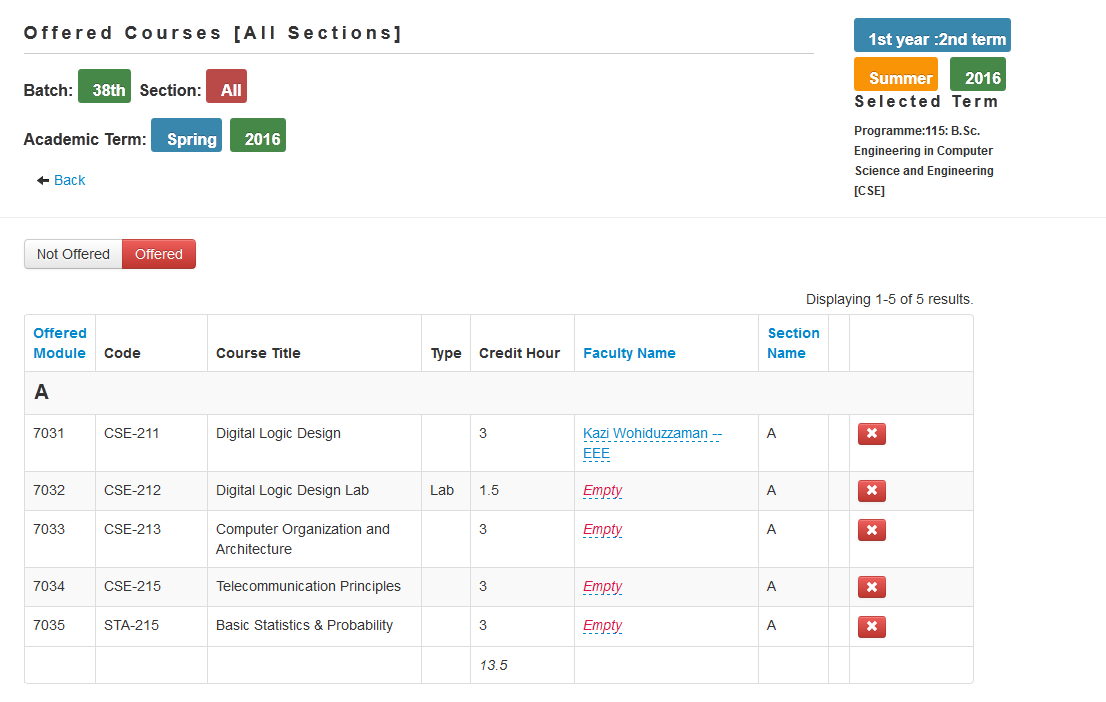 Offered Courses [All Sections]
Batch: 38th Section: All
Academic Term: Spring 2016
Back
1st year :2nd term
Summer 2016
Selected Term
Programme:115: B.Sc.
Engineering in Computer
Science and Engineering
[CSE]
Not Offered Offered
Displaying 1-5 of 5 results.
Offered Module Code Course Title Type Credit Hour Faculty Name Section Name
A
7031 CSE-211 Digital Logic Design 3 Kazi Wohiduzzaman -- EEE A
7032 CSE-212 Digital Logic Design Lab Lab 1.5 Empty A
7033 CSE-213 Computer Organization and Architecture 3 Empty A
7034 CSE-215 Telecommunication Principles 3 Empty A
7035 STA-215 Basic Statistics & Probability 3 Empty A
13.5